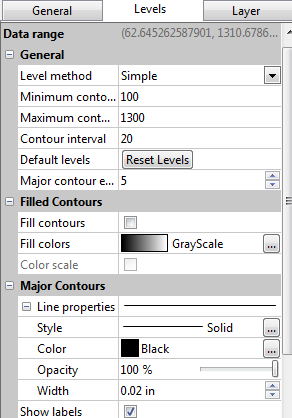 General Levels Layer
Data range (62.645262587901, 1310.6786...
General
Level method Simple
Minimum conto... 100
Maximum cont... 1300
Contour interval 20
Default levels Reset Levels
Major contour e... 5
Filled Contours
Fill contours
Fill colors GrayScale ...
Color scale
Major Contours
Line properties
Style Solid ...
Color Black ...
Opacity 100 %
Width 0.02 in
Show labels